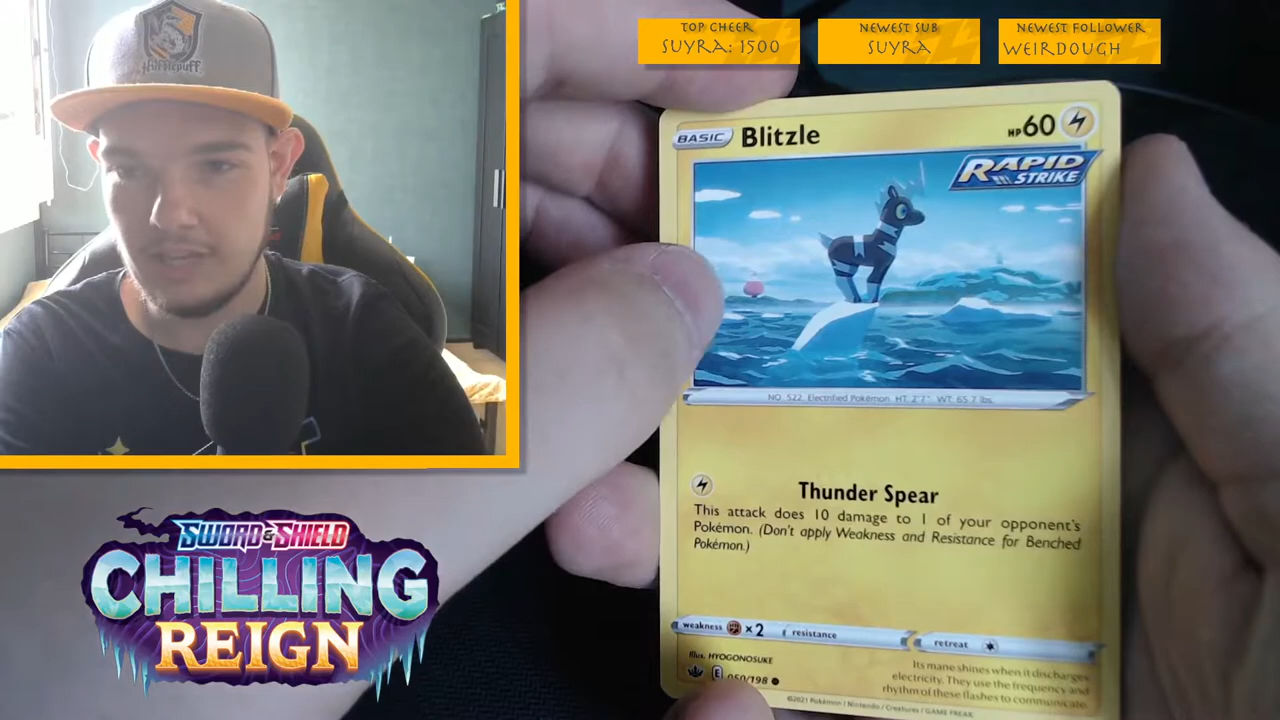 Hufflepuff
TOP CHEER
SUYRA: 1500
NEWEST SUB
SUYRA
NEWEST FOLLOWER
WEIRDOUGH
BASIC Blitzle HP60
RAPID
STRIKE
NO. 522. Electrified Pokémon. HT: 2'7" WT: 65.7 lbs.
Thunder Spear
This attack does 10 damage to 1 of your opponent's
Pokémon. (Don't apply Weakness and Resistance for Benched
Pokémon.)
weakness ×2 resistance retreat
Illus. HYOGONOSUKE
E 050/198
Its mane shines when it discharges
electricity. They use the frequency and
rhythm of these flashes to communicate.
©2021 Pokémon / Nintendo / Creatures / GAME FREAK
SWORD & SHIELD
CHILLING
REIGN